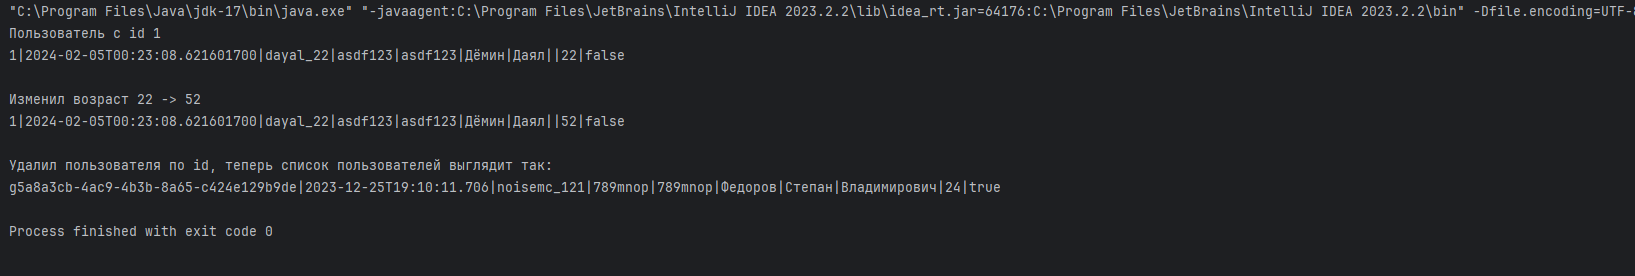 "C:\Program Files\Java\jdk-17\bin\java.exe" "-javaagent:C:\Program Files\JetBrains\IntelliJ IDEA 2023.2.2\lib\idea_rt.jar=64176:C:\Program Files\JetBrains\IntelliJ IDEA 2023.2.2\bin" -Dfile.encoding=UTF-8
Пользователь с id 1
1|2024-02-05T00:23:08.621601700|dayal_22|asdf123|asdf123|Дёмин|Даял||22|false
Изменил возраст 22 -> 52
1|2024-02-05T00:23:08.621601700|dayal_22|asdf123|asdf123|Дёмин|Даял||52|false
Удалил пользователя по id, теперь список пользователей выглядит так:
g5a8a3cb-4ac9-4b3b-8a65-c424e129b9de|2023-12-25T19:10:11.706|noisemc_121|789mnop|789mnop|Федоров|Степан|Владимирович|24|true
Process finished with exit code 0